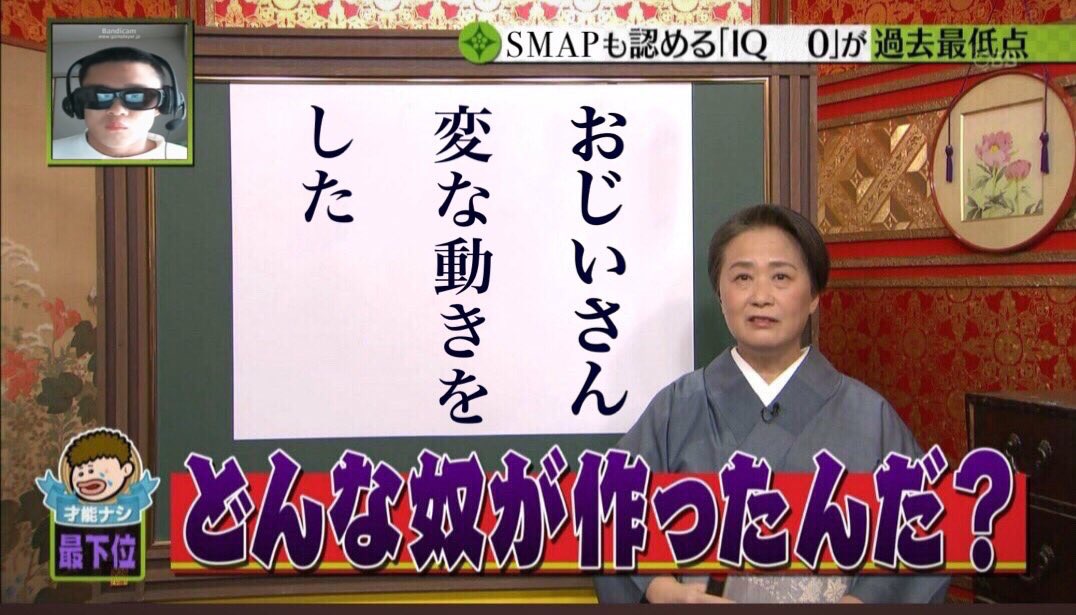 Bandicam
SMAPも認める「IQ　0」が 過去最低点
おじいさん
変な動きを
した
才能ナシ
最下位
どんな奴が作ったんだ?